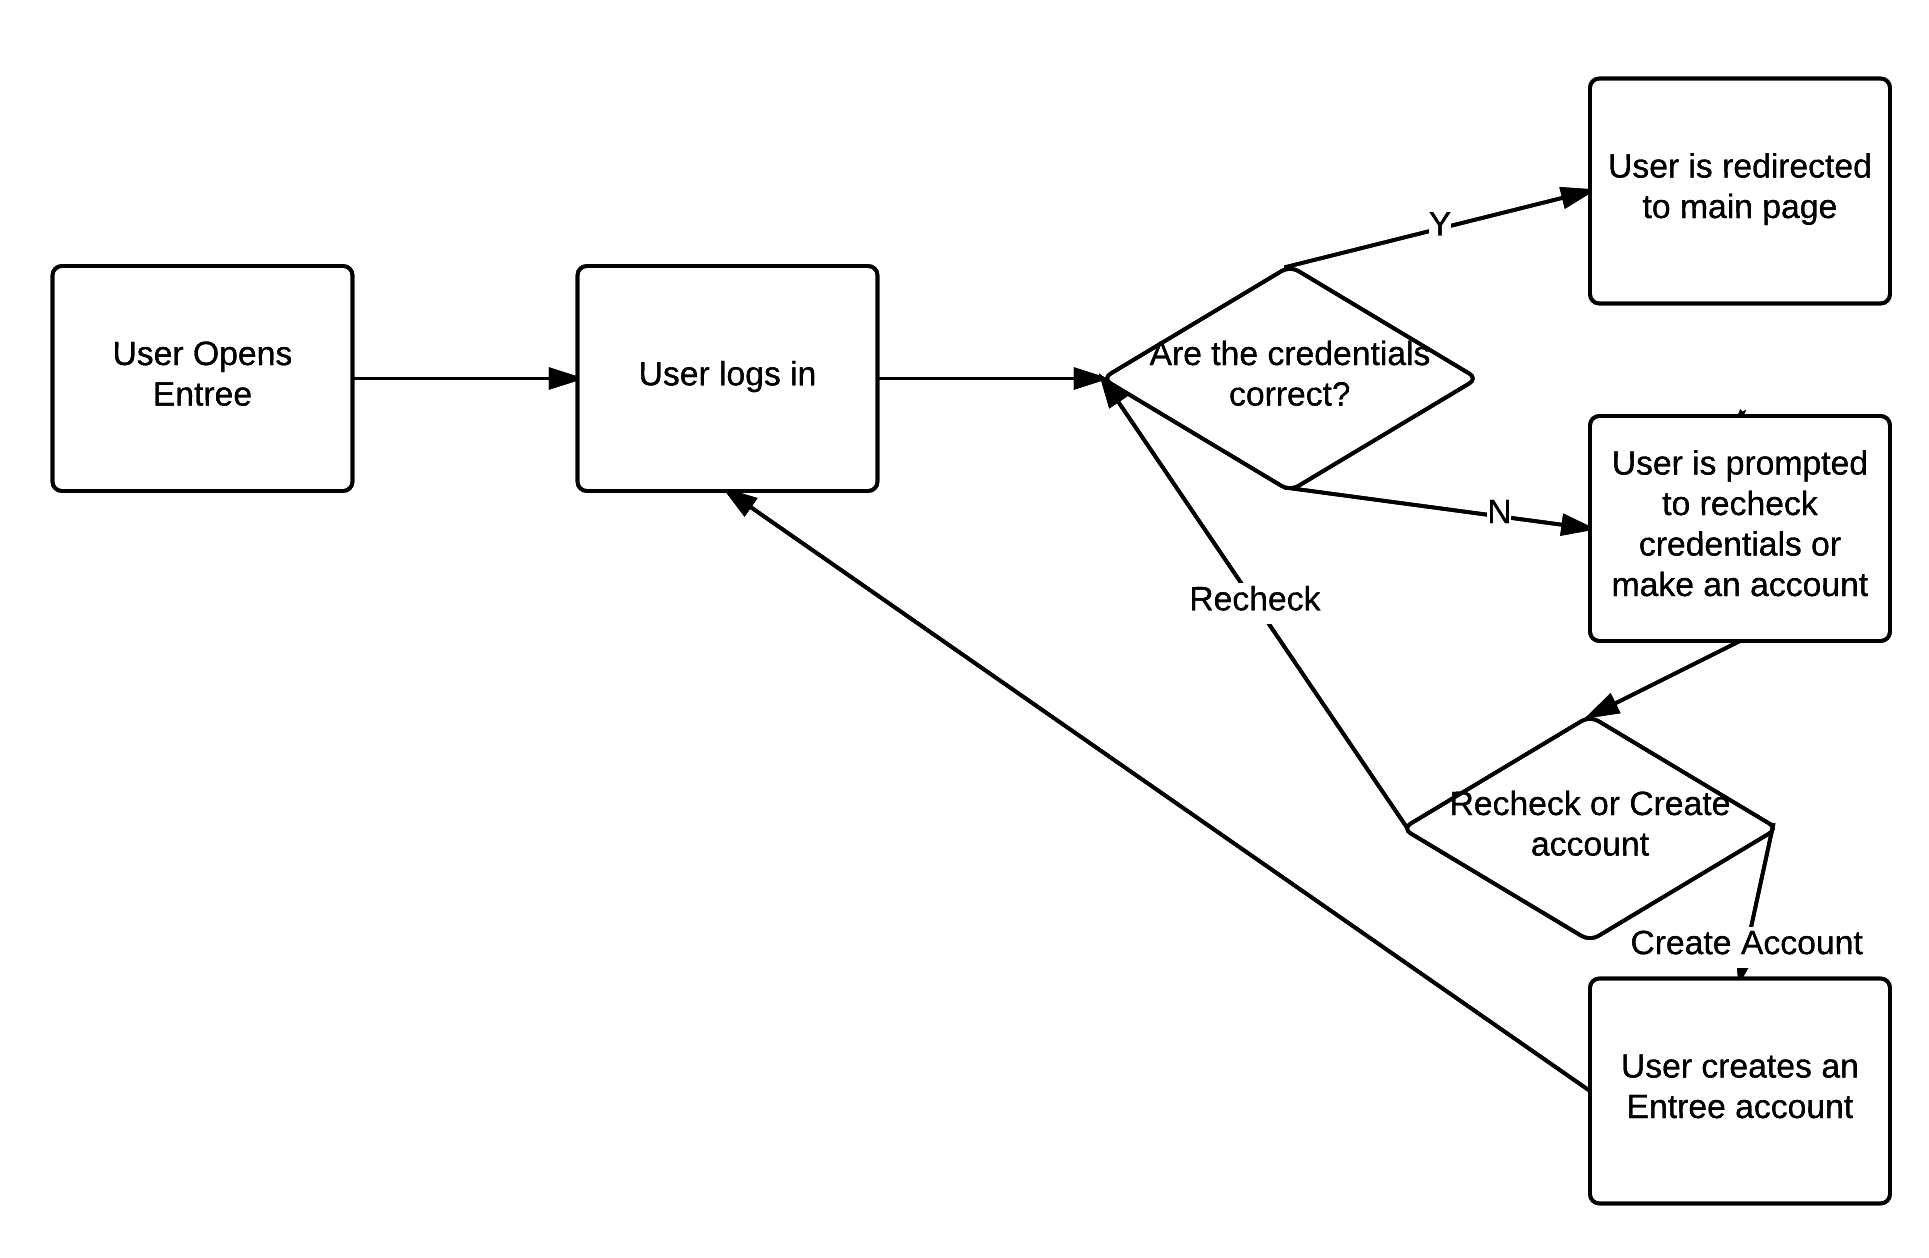 User Opens
Entree
User logs in
Are the credentials
correct?
Y
User is redirected
to main page
N
User is prompted
to recheck
credentials or
make an account
Recheck
Recheck or Create
account
Create Account
User creates an
Entree account